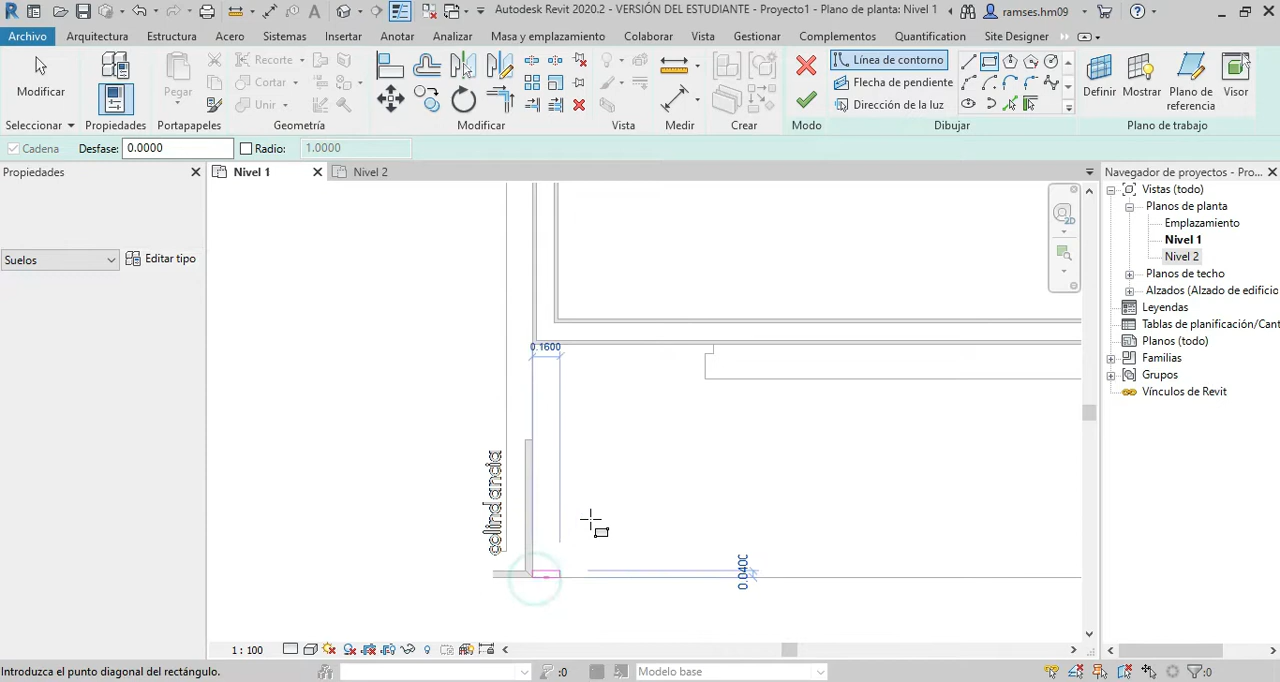 Autodesk Revit 2020.2 - VERSIÓN DEL ESTUDIANTE - Proyecto1 - Plano de planta: Nivel 1
ramses.hm09
Archivo Arquitectura Estructura Acero Sistemas Insertar Anotar Analizar Masa y emplazamiento Colaborar Vista Gestionar Complementos Quantification Site Designer
Modificar
Pegar
Recorte
Cortar
Unir
Línea de contorno
Flecha de pendiente
Dirección de la luz
Definir Mostrar Plano de referencia Visor
Seleccionar Propiedades Portapapeles Geometría Modificar Vista Medir Crear Modo Dibujar Plano de trabajo
Cadena Desfase: 0.0000 Radio: 1.0000
Propiedades
Nivel 1
Nivel 2
Navegador de proyectos - Pro...
Suelos
Editar tipo
2D
0.1600
colindancia
0.0400
Vistas (todo)
Planos de planta
Emplazamiento
Nivel 1
Nivel 2
Planos de techo
Alzados (Alzado de edificio
Leyendas
Tablas de planificación/Cant
Planos (todo)
Familias
Grupos
Vínculos de Revit
1 : 100
Introduzca el punto diagonal del rectángulo.
:0
Modelo base
:0